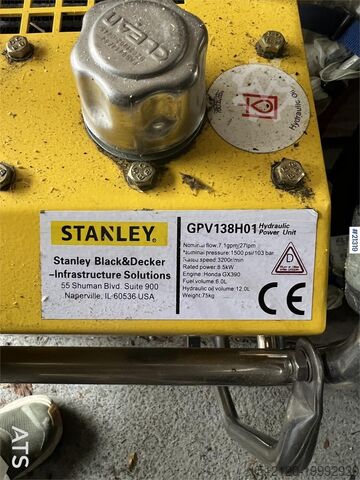 CLEAN
Hydraulic O
STANLEY
Stanley Black&Decker
-Infrastructure Solutions
55 Shuman Blvd. Suite 900
Naperville, IL-60536 USA
GPV138H01 Hydraulic
Power Unit
Nominal flow:7.1gpm/27lpm
Nominal pressure:1500 psi/103 bar
Rated speed:3200r/min
Rated power:8.5kW
Engine: Honda GX390
Fuel volume:6.0L
Hydraulic oil volume:12.0L
Weight:75kg
D
#21319
ATS